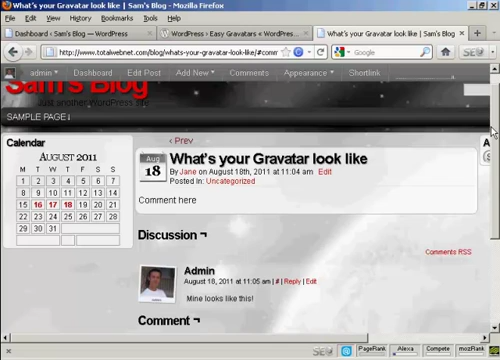 What's your Gravatar look like | Sam's Blog - Mozilla Firefox
File Edit View History Bookmarks Tools Help
Dashboard ‹ Sam's Blog — WordPress WordPress › Easy Gravatars « WordPress... What's your Gravatar look like | Sam's Blog
http://www.totalwebnet.com/blog/whats-your-gravatar-look-like/#comm Google
admin Dashboard Edit Post Add New Comments Appearance Shortlink
Sam's Blog
Just another WordPress site
SAMPLE PAGE↓
Calendar
AUGUST 2011
M T W T F S S
1 2 3 4 5 6 7
8 9 10 11 12 13 14
15 16 17 18 19 20 21
22 23 24 25 26 27 28
29 30 31
‹ Prev
Aug
18
What's your Gravatar look like
By Jane on August 18th, 2011 at 11:04 am Edit
Posted In: Uncategorized
Comment here
Discussion ¬
Comments RSS
Admin
August 18, 2011 at 11:05 am | # | Reply | Edit
Mine looks like this!
Comment ¬
PageRank Alexa Compete mozRank